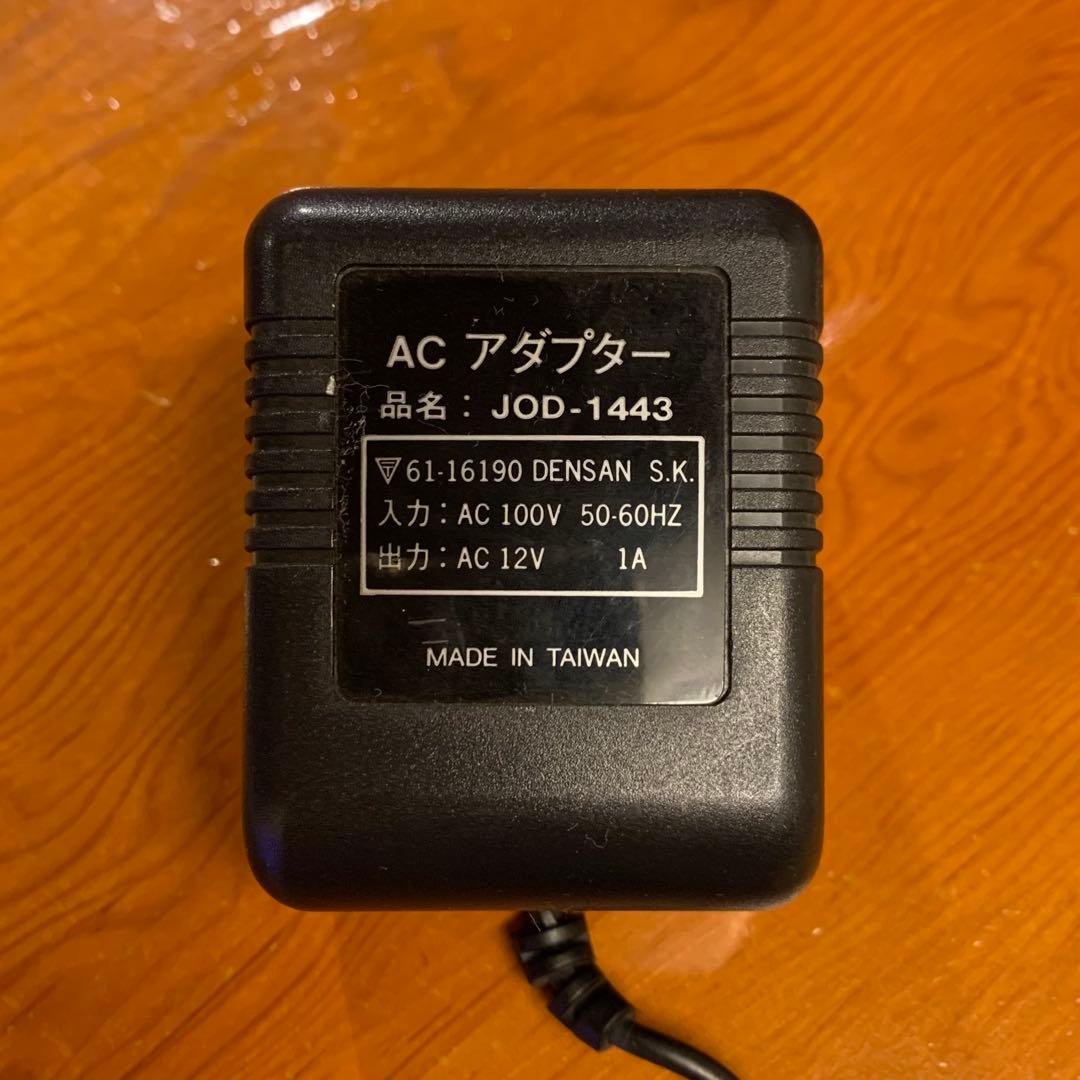 AC アダプター
品名： JOD-1443
61-16190 DENSAN S.K.
入力：AC 100V 50-60HZ
出力：AC 12V 1A
MADE IN TAIWAN